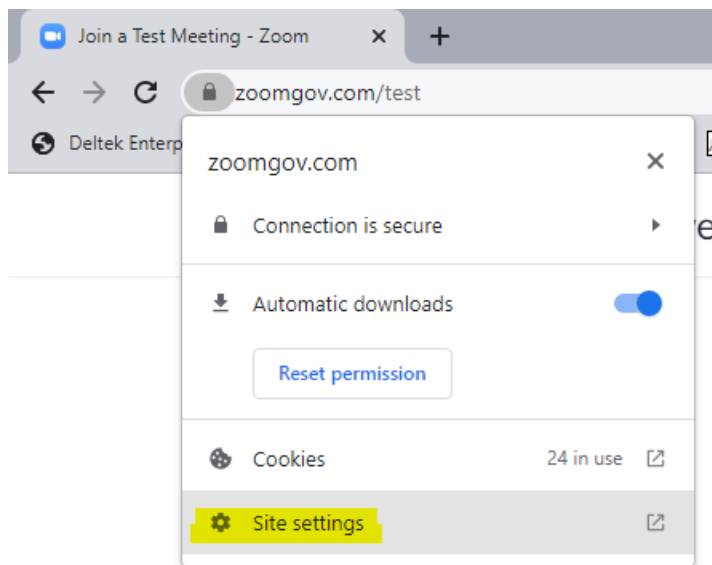 Join a Test Meeting - Zoom
zoomgov.com/test
Deltek Enterp
zoomgov.com
Connection is secure
Automatic downloads
Reset permission
Cookies 24 in use
Site settings